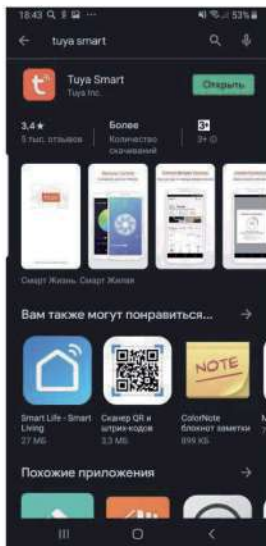 18:43
53%
tuya smart
Tuya Smart
Tuya Inc.
Открыть
3,4★
5 тыс. отзывов
Более
Количество
скачиваний
3+
3+
Смарт Жизнь. Смарт Жилая
Вам также могут понравиться...
Smart Life - Smart
Living
27 МБ
Сканер QR и
штрих-кодов
3,3 МБ
NOTE
ColorNote
блокнот заметки
899 КБ
Похожие приложения